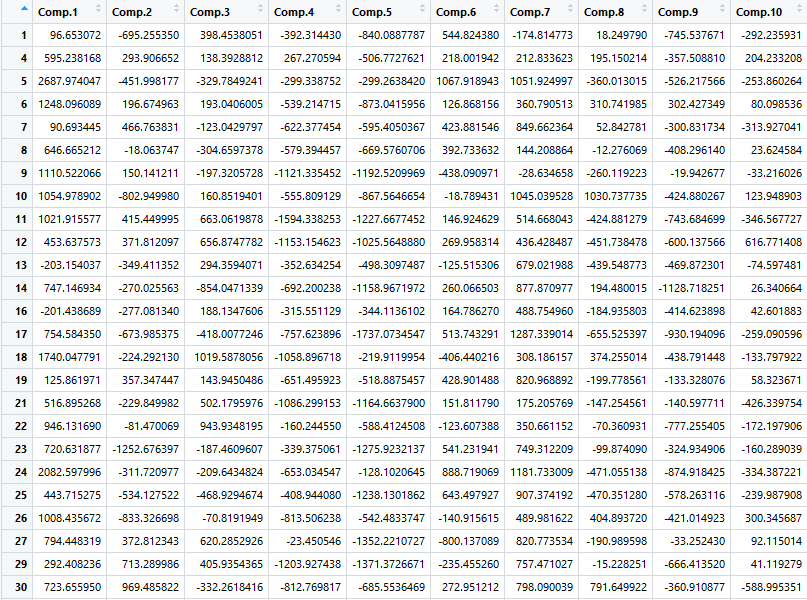 Comp.1 Comp.2 Comp.3 Comp.4 Comp.5 Comp.6 Comp.7 Comp.8 Comp.9 Comp.10
1 96.653072 -695.255350 398.4538051 -392.314430 -840.0887787 544.824380 -174.814773 18.249790 -745.537671 -292.235931
4 595.238168 293.906652 138.3928812 267.270594 -506.7727621 218.001942 212.833623 195.150214 -357.508810 204.233208
5 2687.974047 -451.998177 -329.7849241 -299.338752 -299.2638420 1067.918943 1051.924997 -360.013015 -526.217566 -253.860264
6 1248.096089 196.674963 193.0406005 -539.214715 -873.0415956 126.868156 360.790513 310.741985 302.427349 80.098536
7 90.693445 466.763831 -123.0429797 -622.377454 -595.4050367 423.881546 849.662364 52.842781 -300.831734 -313.927041
8 646.665212 -18.063747 -304.6597378 -579.394457 -669.5760706 392.733632 144.208864 -12.276069 -408.296140 23.624584
9 1110.522066 150.141211 -197.3205728 -1121.335452 -1192.5209969 -438.090971 -28.634658 -260.119223 -19.942677 -33.216026
10 1054.978902 -802.949980 160.8519401 -555.809129 -867.5646654 -18.789431 1045.039528 1030.737735 -424.880267 123.948903
11 1021.915577 415.449995 663.0619878 -1594.338253 -1227.6677452 146.924629 514.668043 -424.881279 -743.684699 -346.567727
12 453.637573 371.812097 656.8747782 -1153.154623 -1025.5648880 269.958314 436.428487 -451.738478 -600.137566 616.771408
13 -203.154037 -349.411352 294.3594071 -352.634254 -498.3097487 -125.515306 679.021988 -439.548773 -469.872301 -74.597481
14 747.146934 -270.025563 -854.0471339 -692.200238 -1158.9671972 260.066503 877.870977 194.480015 -1128.718251 26.340664
16 -201.438689 -277.081340 188.1347606 -315.551129 -344.1136102 164.786270 488.754960 -184.935803 -414.623898 42.601883
17 754.584350 -673.985375 -418.0077246 -757.623896 -1737.0734547 513.743291 1287.339014 -655.525397 -930.194096 -259.090596
18 1740.047791 -224.292130 1019.5878056 -1058.896718 -219.9119954 -406.440216 308.186157 374.255014 -438.791448 -133.797922
19 125.861971 357.347447 143.9450486 -651.495923 -518.8875457 428.901488 820.968892 -199.778561 -133.328076 58.323671
21 516.895268 -229.849982 502.1795976 -1086.299153 -1164.6637900 151.811790 175.205769 -147.254561 -140.597711 -426.339754
22 946.131690 -81.470069 943.9348195 -160.244550 -588.4124508 -123.607388 350.661152 -70.360931 -777.255405 -172.197906
23 720.631877 -1252.676397 -187.4609607 -339.375061 -1275.9232137 541.231941 749.312209 -99.874090 -324.934906 -160.289039
24 2082.597996 -311.720977 -209.6434824 -653.034547 -128.1020645 888.719069 1181.733009 -471.055138 -874.918425 -334.387221
25 443.715275 -534.127522 -468.9294674 -408.944080 -1238.1301862 643.497927 907.374192 -470.351280 -578.263116 -239.987908
26 1008.435672 -833.326698 -70.8191949 -813.506238 -542.4833747 -140.915615 489.981622 404.893720 -421.014923 300.345687
27 794.448319 372.812343 620.2852926 -23.450546 -1352.2210727 -800.137089 820.773534 -190.989598 -33.252430 92.115014
29 292.408236 713.289986 405.9354365 -1203.927438 -1371.3726671 -235.455260 757.471027 -15.228251 -666.413520 41.119279
30 723.655950 969.485822 -332.2618416 -812.769817 -685.5536469 272.951212 798.090039 791.649922 -360.910877 -588.995351